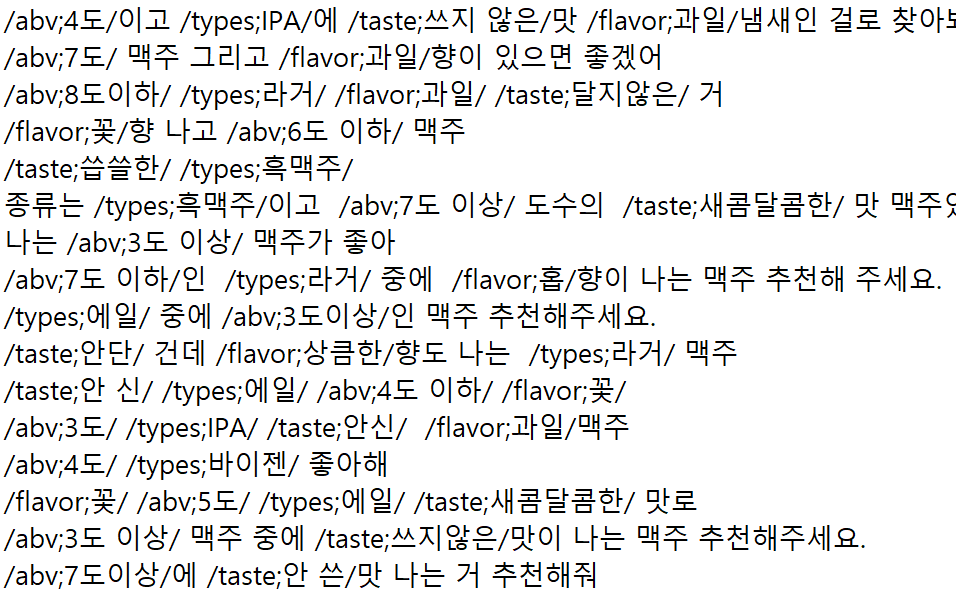 /abv;4도/이고 /types;IPA/에 /taste;쓰지 않은/맛 /flavor;과일/냄새인 걸로 찾아보
/abv;7도/ 맥주 그리고 /flavor;과일/향이 있으면 좋겠어
/abv;8도이하/ /types;라거/ /flavor;과일/ /taste;달지않은/ 거
/flavor;꽃/향 나고 /abv;6도 이하/ 맥주
/taste;씁쓸한/ /types;흑맥주/
종류는 /types;흑맥주/이고  /abv;7도 이상/ 도수의  /taste;새콤달콤한/ 맛 맥주
나는 /abv;3도 이상/ 맥주가 좋아
/abv;7도 이하/인  /types;라거/ 중에  /flavor;홉/향이 나는 맥주 추천해 주세요.
/types;에일/ 중에 /abv;3도이상/인 맥주 추천해주세요.
/taste;안단/ 건데 /flavor;상큼한/향도 나는  /types;라거/ 맥주
/taste;안 신/ /types;에일/ /abv;4도 이하/ /flavor;꽃/
/abv;3도/ /types;IPA/ /taste;안신/  /flavor;과일/맥주
/abv;4도/ /types;바이젠/ 좋아해
/flavor;꽃/ /abv;5도/ /types;에일/ /taste;새콤달콤한/ 맛로
/abv;3도 이상/ 맥주 중에 /taste;쓰지않은/맛이 나는 맥주 추천해주세요.
/abv;7도이상/에 /taste;안 쓴/맛 나는 거 추천해줘